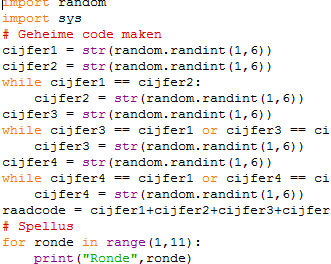 import random
import sys
# Geheime code maken
cijfer1 = str(random.randint(1,6))
cijfer2 = str(random.randint(1,6))
while cijfer1 == cijfer2:
    cijfer2 = str(random.randint(1,6))
cijfer3 = str(random.randint(1,6))
while cijfer3 == cijfer1 or cijfer3 == ci
    cijfer3 = str(random.randint(1,6))
cijfer4 = str(random.randint(1,6))
while cijfer4 == cijfer1 or cijfer4 == ci
    cijfer4 = str(random.randint(1,6))
raadcode = cijfer1+cijfer2+cijfer3+cijfer
# Spellus
for ronde in range(1,11):
    print("Ronde",ronde)